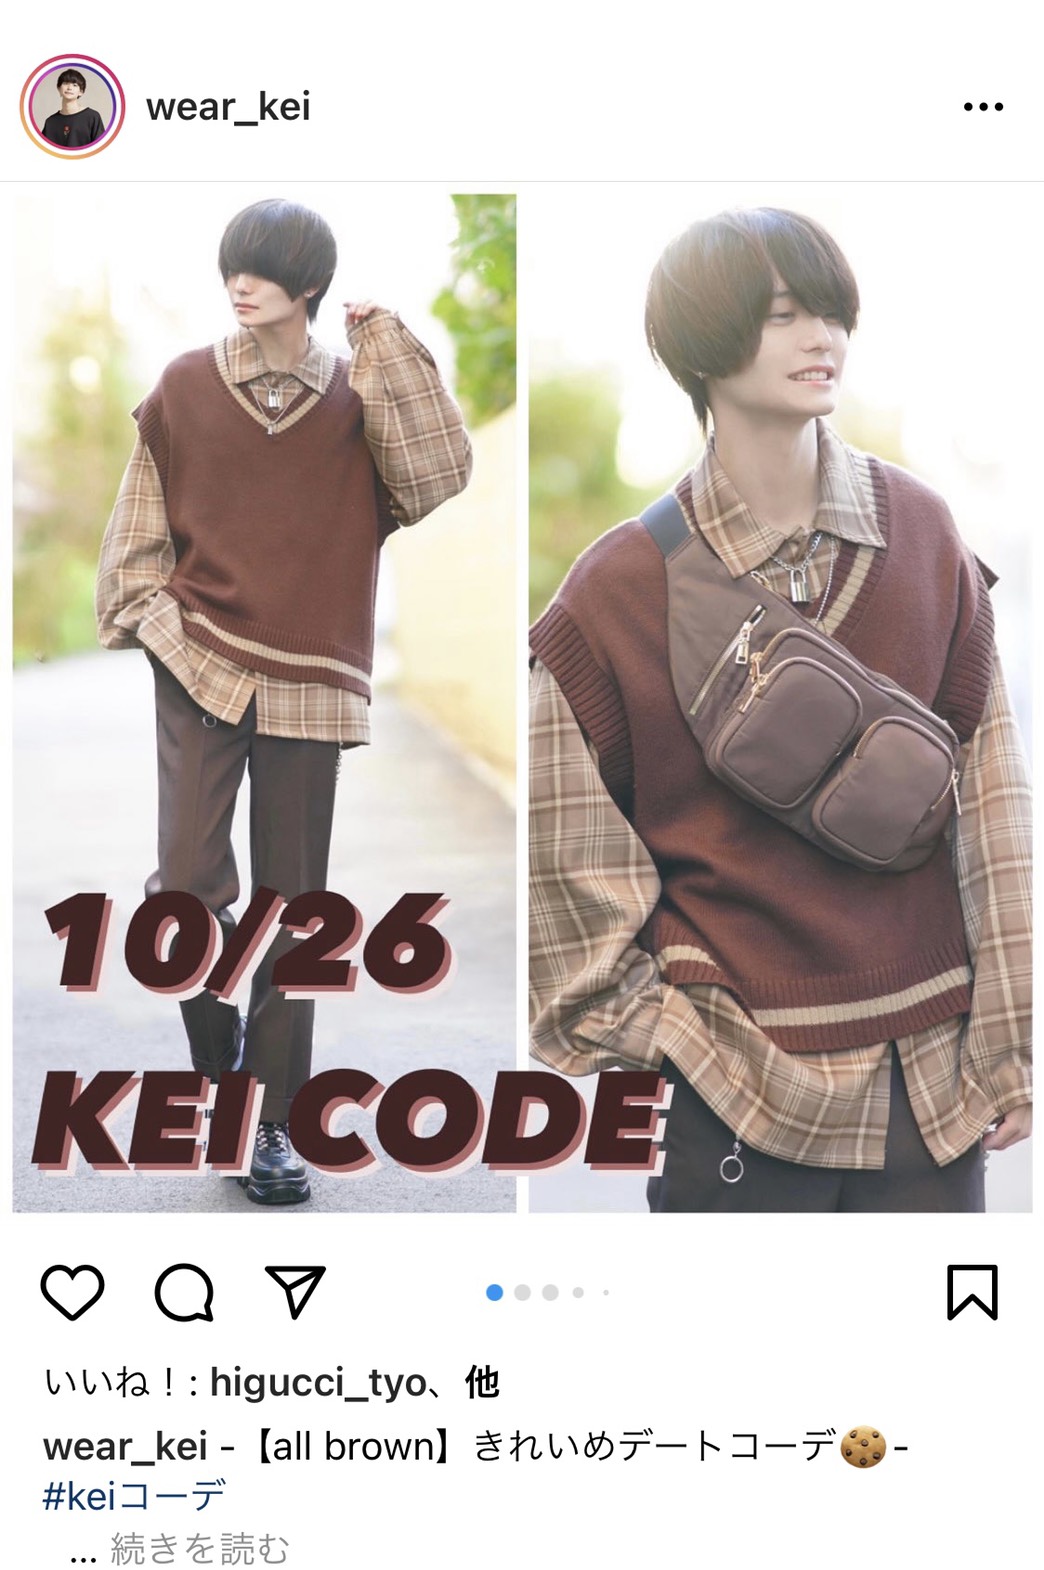 wear_kei
10/26
KEI CODE
いいね！: higucci_tyo、他
wear_kei -【all brown】きれいめデートコーデ🍪-
#keiコーデ
... 続きを読む